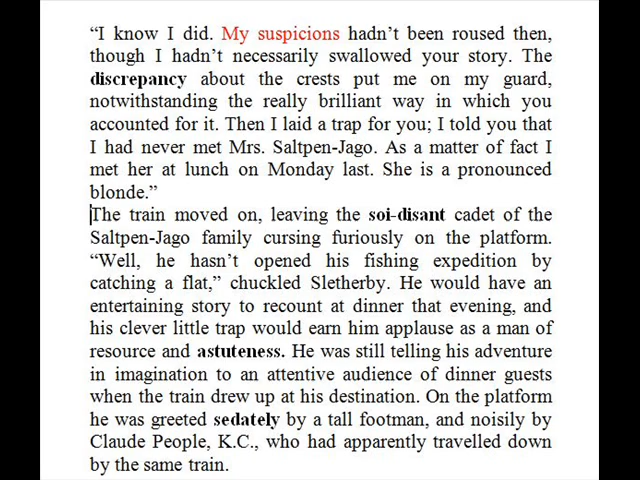 “I know I did. My suspicions hadn’t been roused then,
though I hadn’t necessarily swallowed your story. The
discrepancy about the crests put me on my guard,
notwithstanding the really brilliant way in which you
accounted for it. Then I laid a trap for you; I told you that
I had never met Mrs. Saltpen-Jago. As a matter of fact I
met her at lunch on Monday last. She is a pronounced
blonde.”
The train moved on, leaving the soi-disant cadet of the
Saltpen-Jago family cursing furiously on the platform.
“Well, he hasn’t opened his fishing expedition by
catching a flat,” chuckled Sletherby. He would have an
entertaining story to recount at dinner that evening, and
his clever little trap would earn him applause as a man of
resource and astuteness. He was still telling his adventure
in imagination to an attentive audience of dinner guests
when the train drew up at his destination. On the platform
he was greeted sedately by a tall footman, and noisily by
Claude People, K.C., who had apparently travelled down
by the same train.